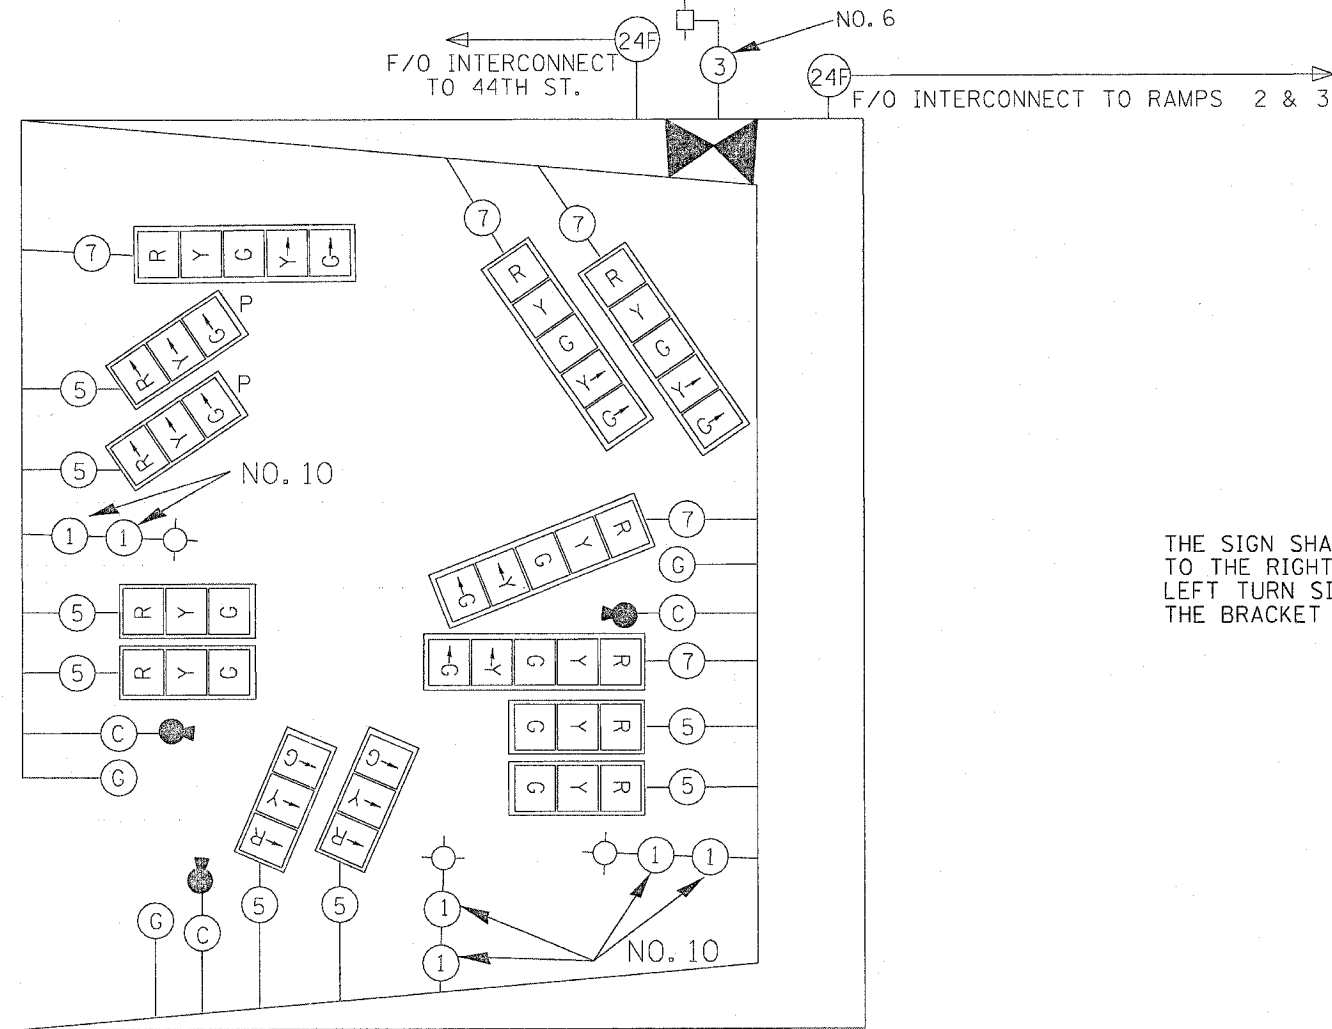 NO. 6
24F
3
24F
F/O INTERCONNECT
TO 44TH ST.
F/O INTERCONNECT TO RAMPS 2 & 3
7
R Y G Y G
7
R Y G Y G
7
R Y G Y G
5
R Y G
P
5
R Y G
P
NO. 10
1 1
7
R Y G Y G
G
C
5
R Y G
5
R Y G
7
R Y G Y G
C
G
5
R Y G
5
R Y G
5
R Y G
5
R Y G
1 1
1
1
NO. 10
G
C
THE SIGN SHA
TO THE RIGHT
LEFT TURN SI
THE BRACKET